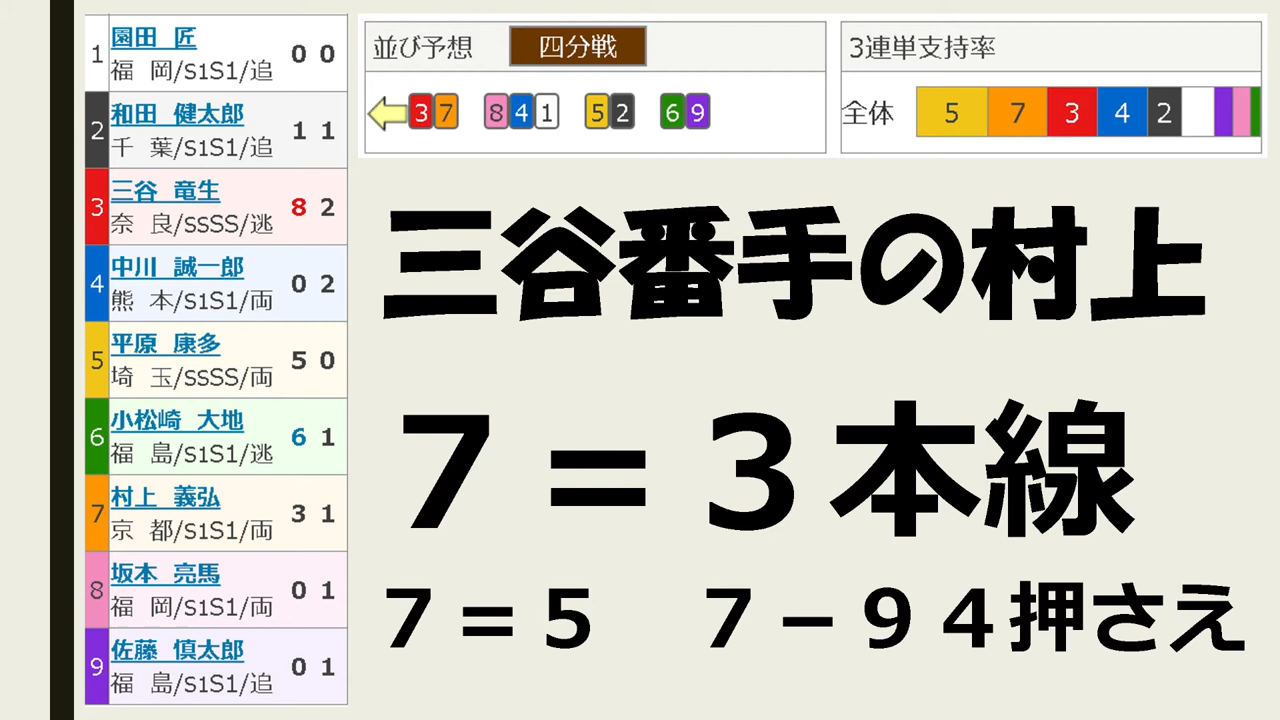 1 園田 匠 0 0
福 岡/S1S1/追
2 和田 健太郎 1 1
千 葉/S1S1/追
3 三谷 竜生 8 2
奈 良/SSSS/逃
4 中川 誠一郎 0 2
熊 本/S1S1/両
5 平原 康多 5 0
埼 玉/SSSS/両
6 小松崎 大地 6 1
福 島/S1S1/逃
7 村上 義弘 3 1
京 都/S1S1/両
8 坂本 亮馬 0 1
福 岡/S1S1/両
9 佐藤 慎太郎 0 1
福 島/S1S1/追
並び予想 四分戦
3 7 8 4 1 5 2 6 9
3連単支持率
全体 5 7 3 4 2
三谷番手の村上
7=3本線
7=5 7-9 4押さえ